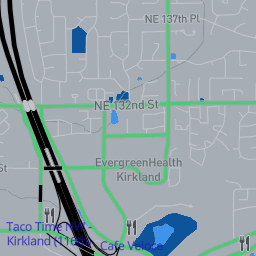 NE 137th Pl
NE 132nd St
EvergreenHealth
Kirkland
St
Taco Time NW -
Kirkland (116th)
Cafe Veloce